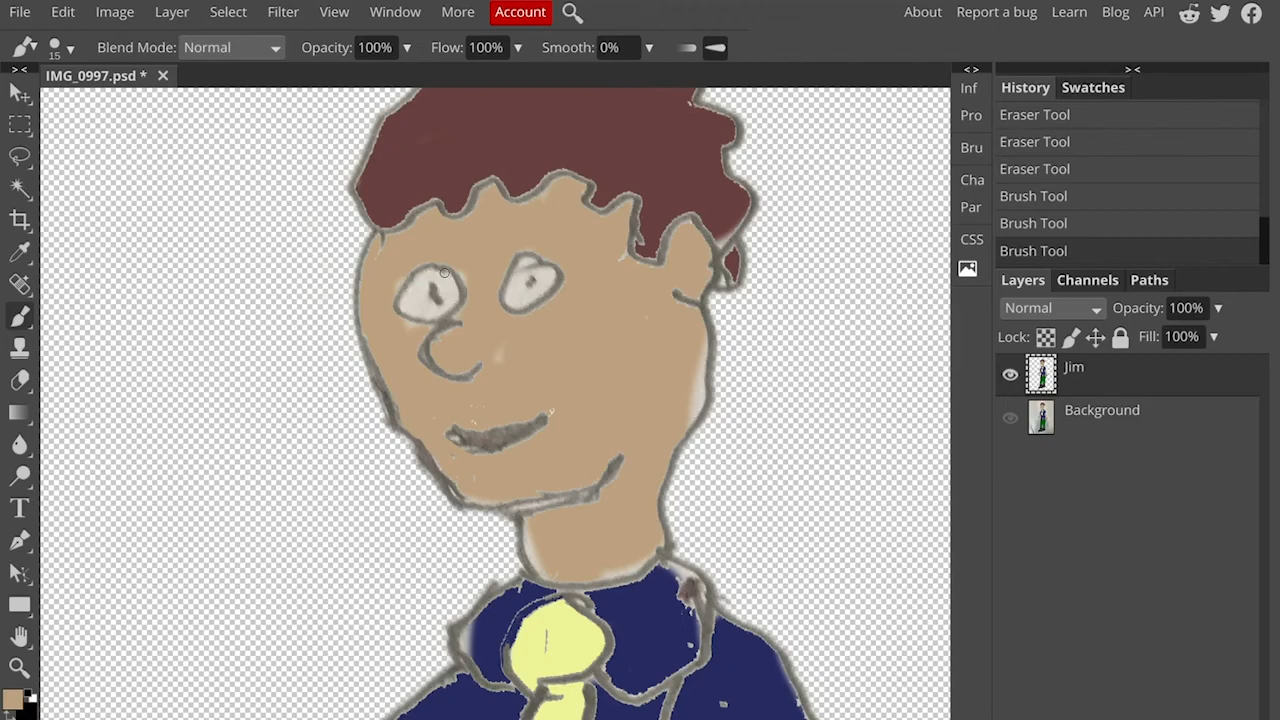 File Edit Image Layer Select Filter View Window More Account About Report a bug Learn Blog API
15 Blend Mode: Normal Opacity: 100% Flow: 100% Smooth: 0%
IMG_0997.psd *
> <
< >
> <
Inf
Pro
Bru
Cha
Par
CSS
History Swatches
Eraser Tool
Eraser Tool
Eraser Tool
Brush Tool
Brush Tool
Brush Tool
Layers Channels Paths
Normal Opacity: 100%
Lock: Fill: 100%
Jim
Background